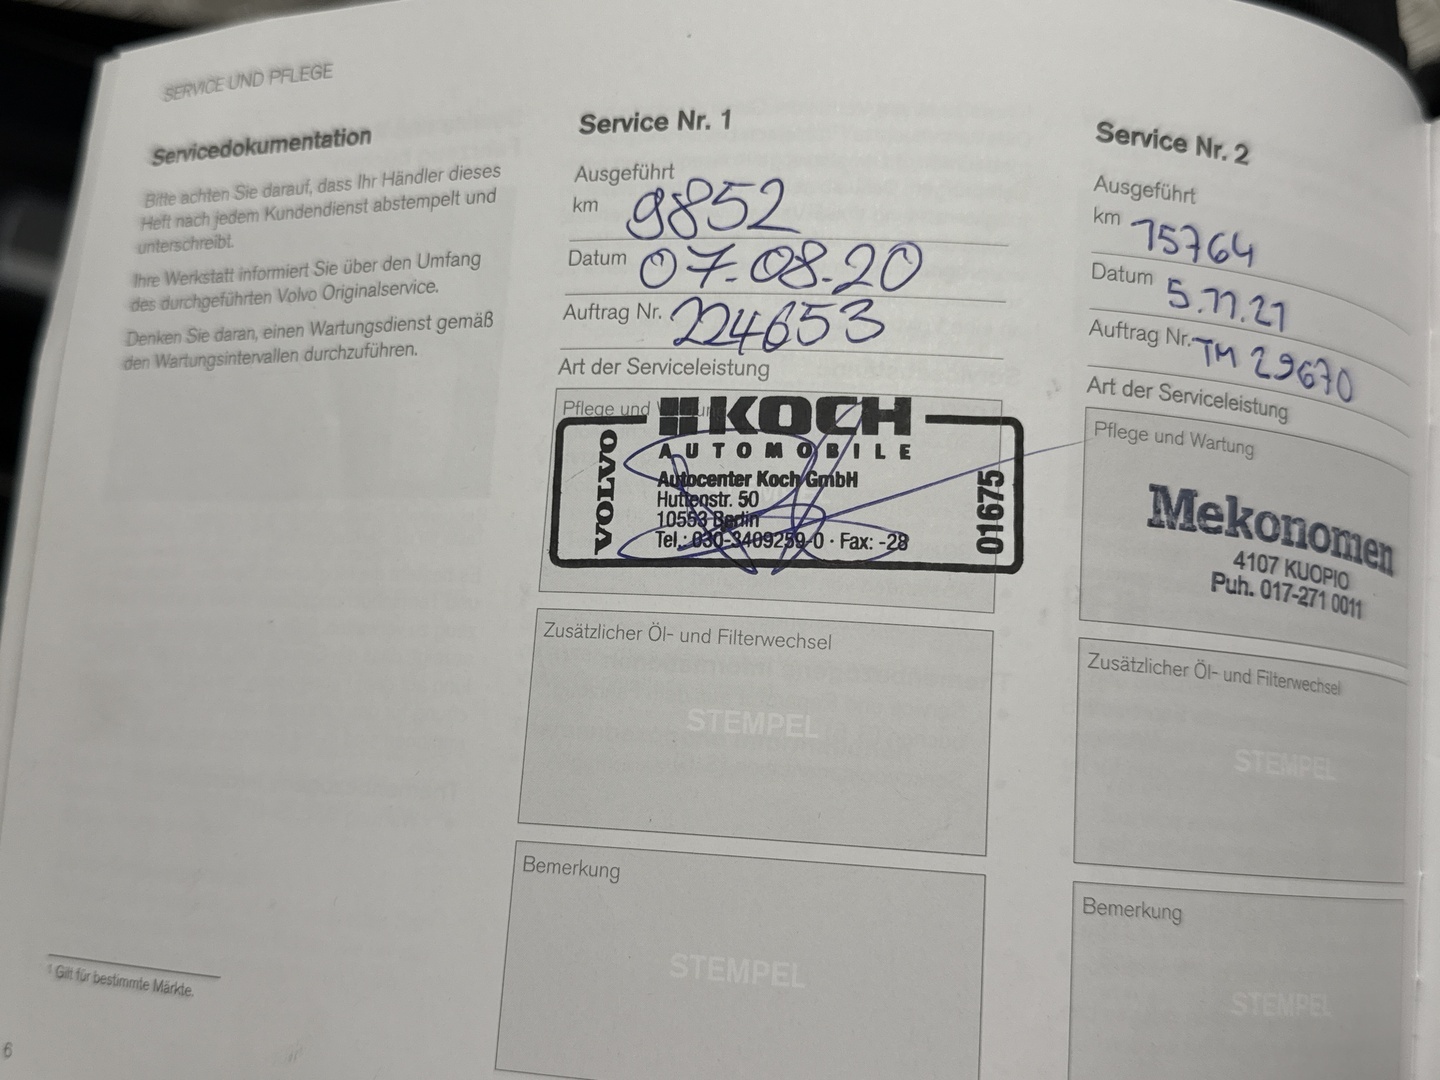 SERVICE UND PFLEGE
Servicedokumentation
Bitte achten Sie darauf, dass Ihr Händler dieses
Heft nach jedem Kundendienst abstempelt und
unterschreibt.
Ihre Werkstatt informiert Sie über den Umfang
des durchgeführten Volvo Originalservice.
Denken Sie daran, einen Wartungsdienst gemäß
den Wartungsintervallen durchzuführen.
1 Gilt für bestimmte Märkte.
6
Service Nr. 1
Ausgeführt
km 9852
Datum 07.08.20
Auftrag Nr. 224653
Art der Serviceleistung
Pflege und Wartung
KOCH
AUTOMOBILE
VOLVO
Autocenter Koch GmbH
Huttenstr. 50
10553 Berlin
Tel.: 030-3409259-0 · Fax: -28
01675
Zusätzlicher Öl- und Filterwechsel
STEMPEL
Bemerkung
STEMPEL
Service Nr. 2
Ausgeführt
km 15764
Datum 5.11.21
Auftrag Nr. TM 29670
Art der Serviceleistung
Pflege und Wartung
Mekonomen
4107 KUOPIO
Puh. 017-271 0011
Zusätzlicher Öl- und Filterwechsel
STEMPEL
Bemerkung
STEMPEL